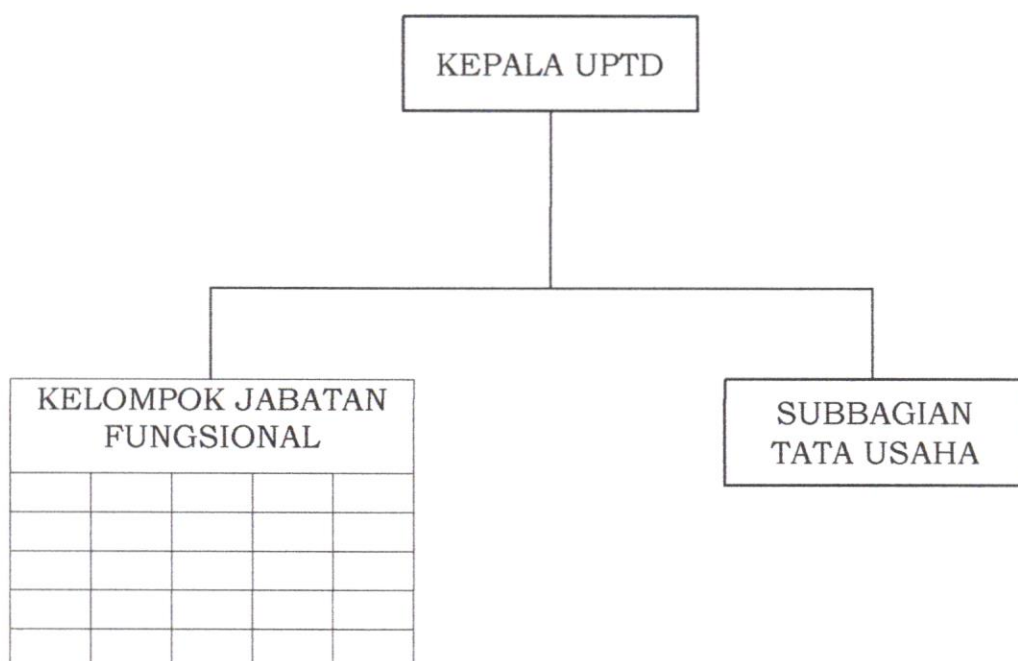 KEPALA UPTD
KELOMPOK JABATAN
FUNGSIONAL
SUBBAGIAN
TATA USAHA